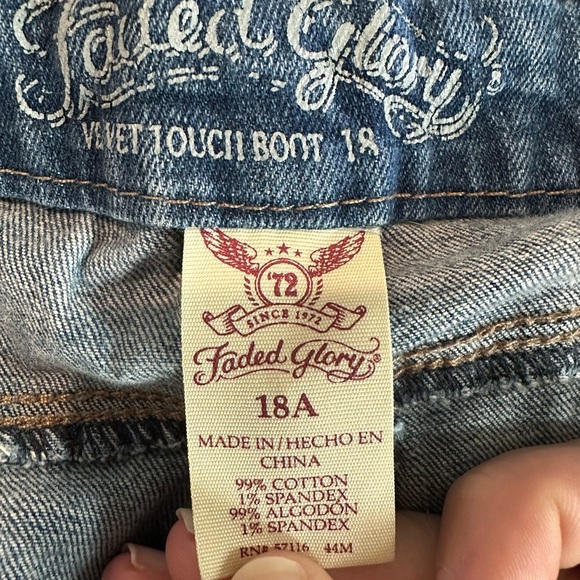 Faded Glory
VELVET TOUCH BOOT 18
'72
SINCE 1972
Faded Glory®
18A
MADE IN/HECHO EN
CHINA
99% COTTON
1% SPANDEX
99% ALGODÓN
1% SPANDEX
RN# 57116 44M